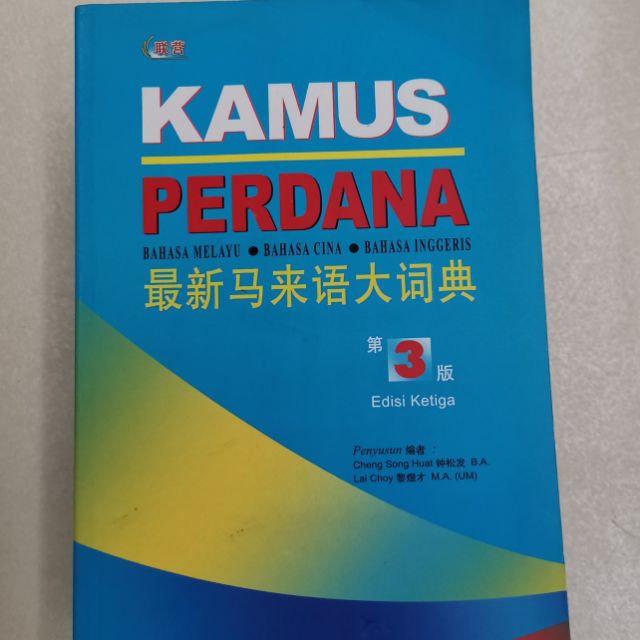 联营
KAMUS
PERDANA
BAHASA MELAYU ● BAHASA CINA ● BAHASA INGGERIS
最新马来语大词典
第 3 版
Edisi Ketiga
Penyusun 编者 :
Cheng Song Huat 钟松发 B.A.
Lai Choy 黎煜才 M.A. (UM)